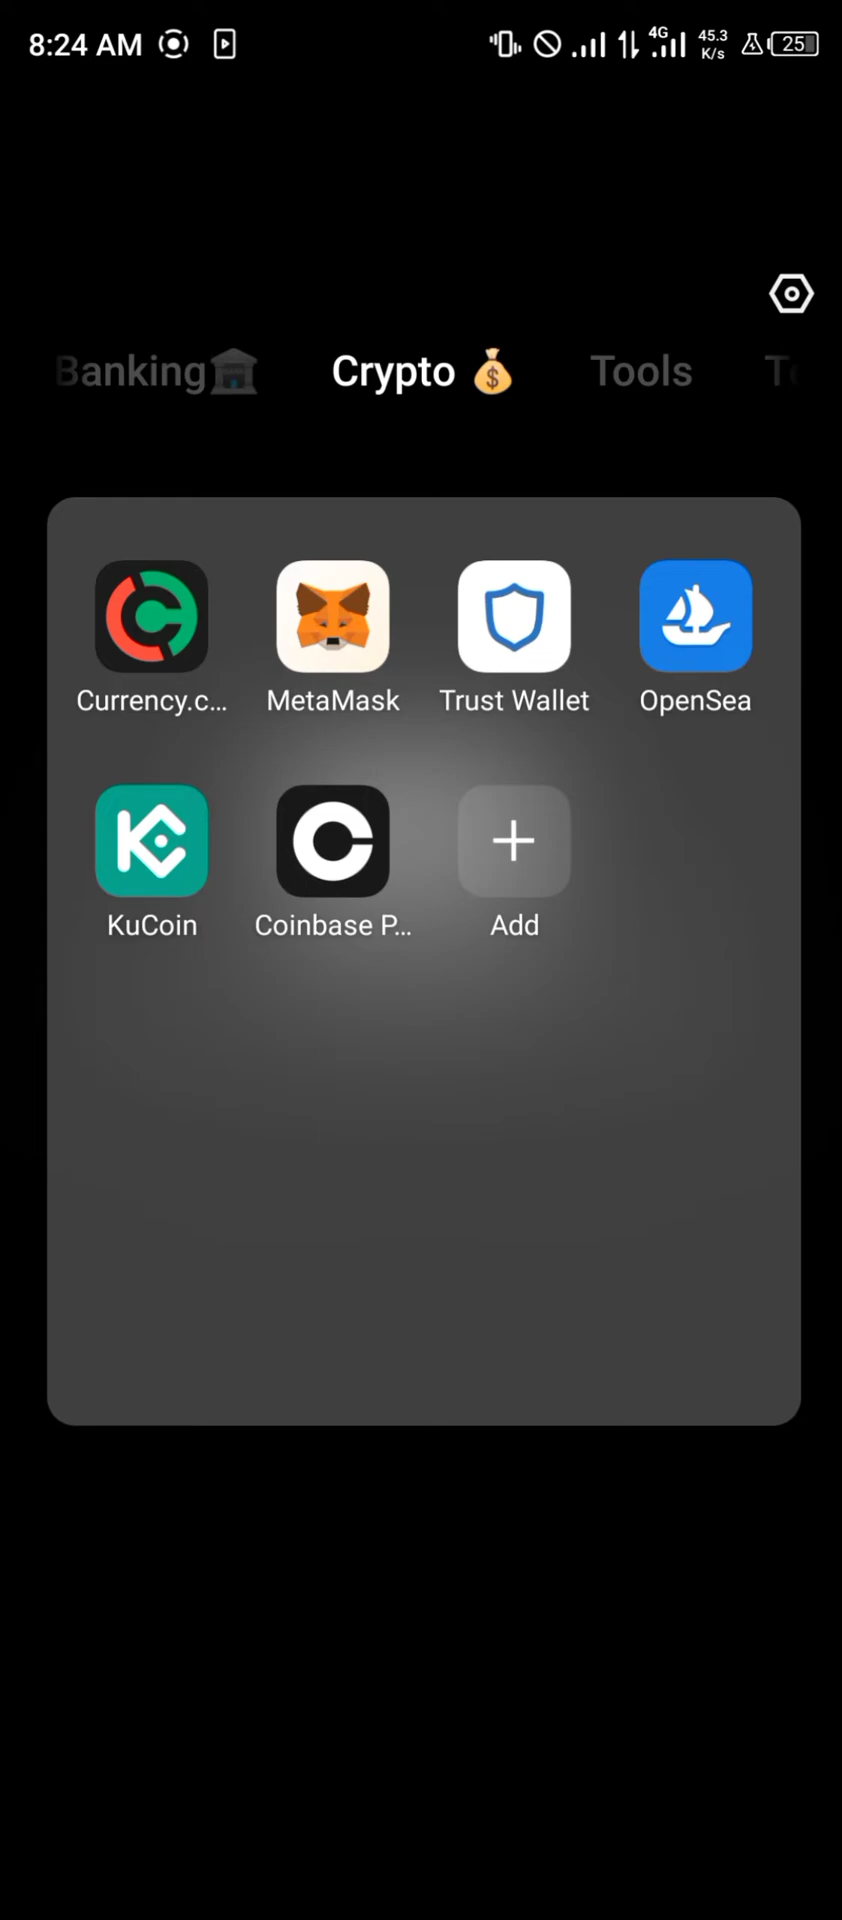 8:24 AM 4G 45.3 K/s 25
Banking🏛 Crypto 💰 Tools
Currency.c... MetaMask Trust Wallet OpenSea
KuCoin Coinbase P... Add